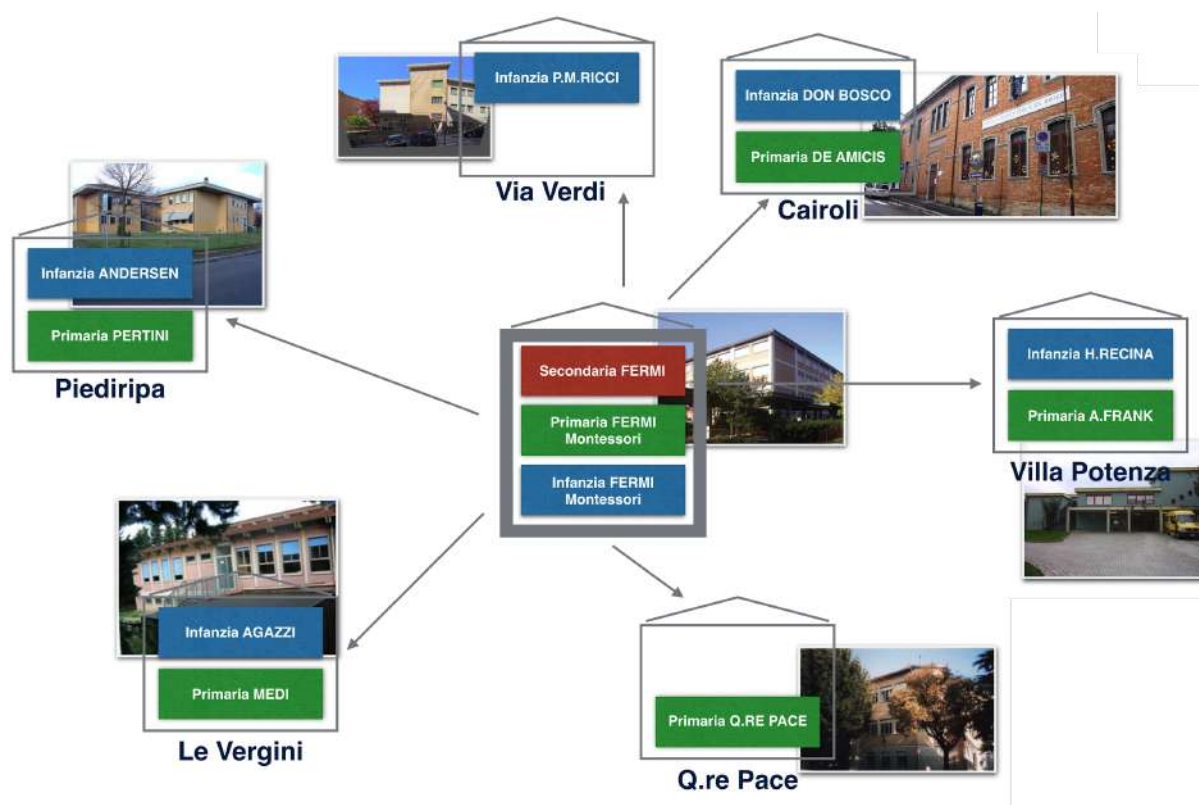 Infanzia P.M.RICCI
Via Verdi
Infanzia DON BOSCO
Primaria DE AMICIS
Cairoli
Infanzia ANDERSEN
Primaria PERTINI
Piediripa
Secondaria FERMI
Primaria FERMI
Montessori
Infanzia FERMI
Montessori
Infanzia H.RECINA
Primaria A.FRANK
Villa Potenza
Infanzia AGAZZI
Primaria MEDI
Le Vergini
Primaria Q.RE PACE
Q.re Pace